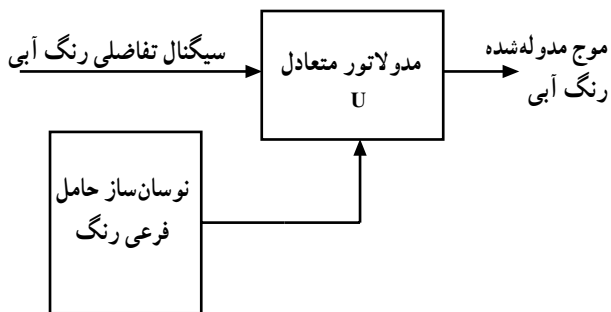 سیگنال تفاضلی رنگ آبی
مدولاتور متعادل
U
موج مدوله‌شده
رنگ آبی
نوسان‌ساز حامل
فرعی رنگ